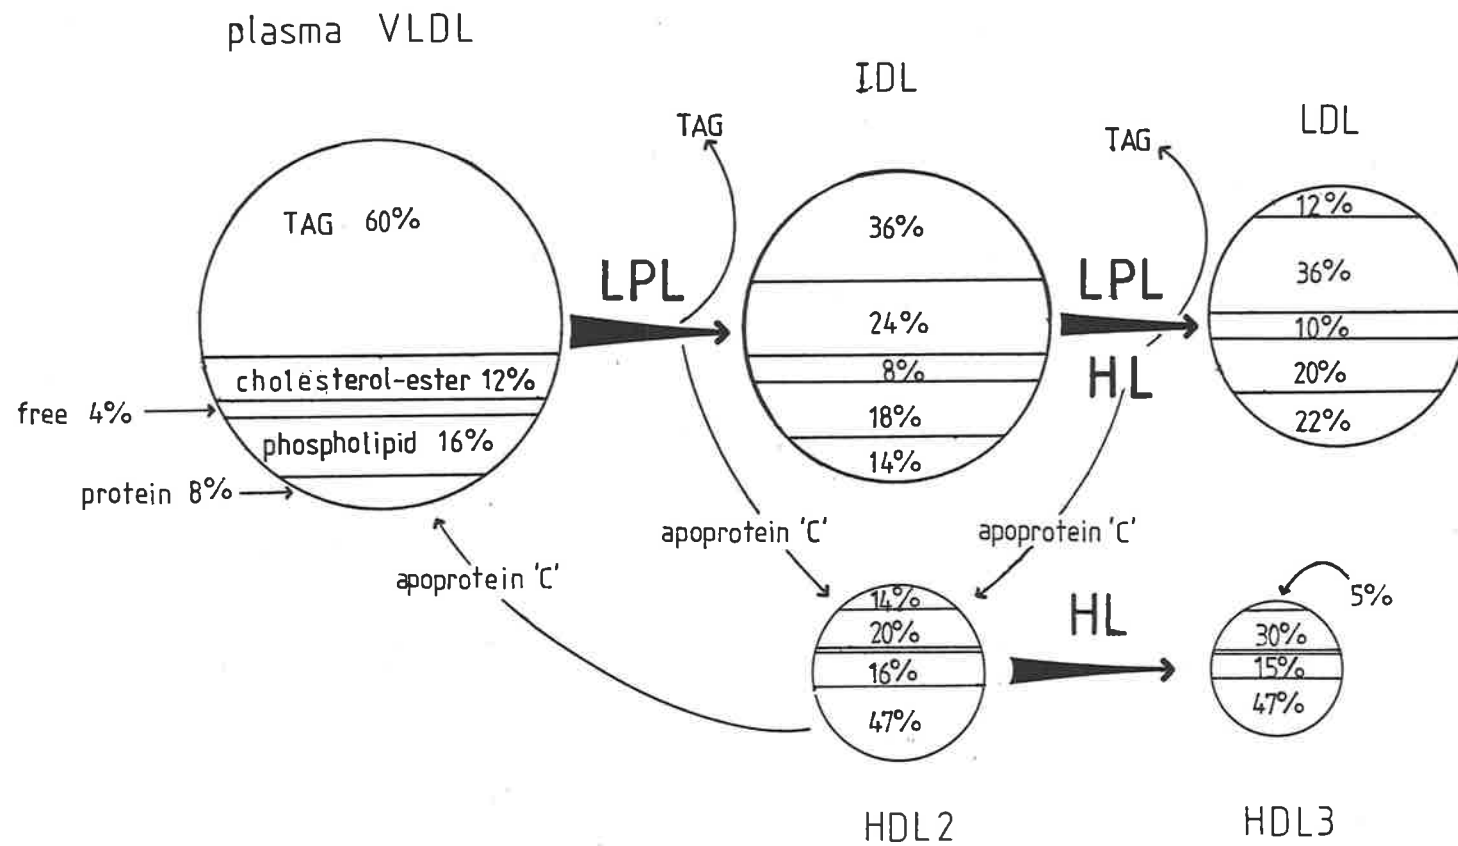 plasma VLDL
IDL
LDL
TAG
TAG
TAG 60%
cholesterol-ester 12%
free 4%
phospholipid 16%
protein 8%
LPL
36%
24%
8%
18%
14%
LPL
HL
12%
36%
10%
20%
22%
apoprotein 'C'
apoprotein 'C'
apoprotein 'C'
14%
20%
16%
47%
HL
5%
30%
15%
47%
HDL2
HDL3